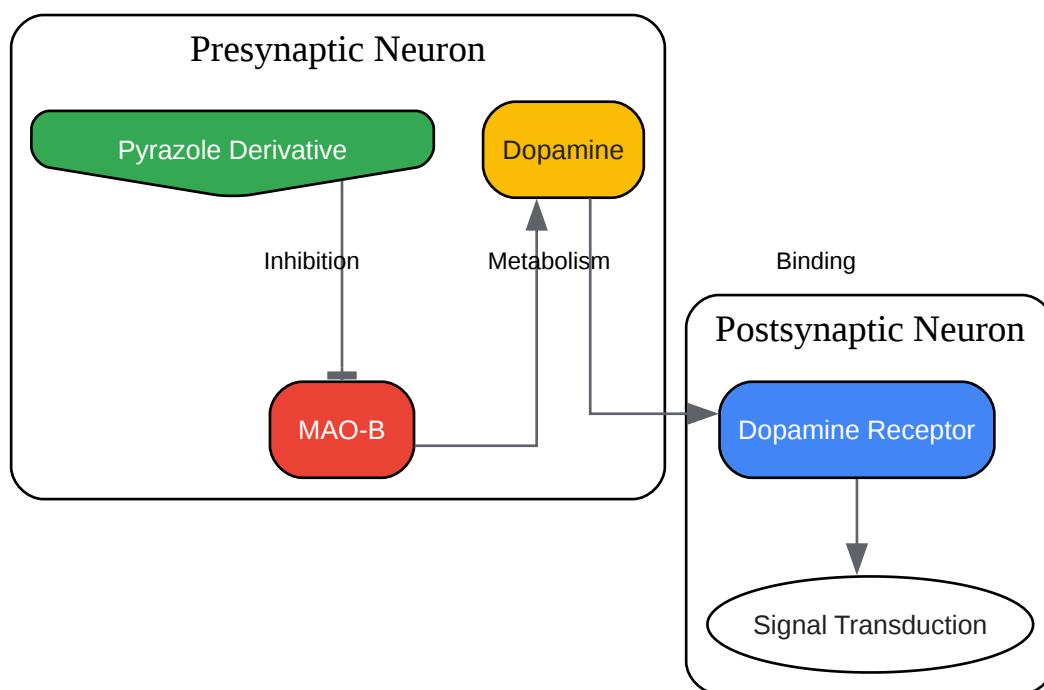 Presynaptic Neuron
Pyrazole Derivative
Dopamine
Inhibition
Metabolism
Binding
Postsynaptic Neuron
MAO-B
Dopamine Receptor
Signal Transduction